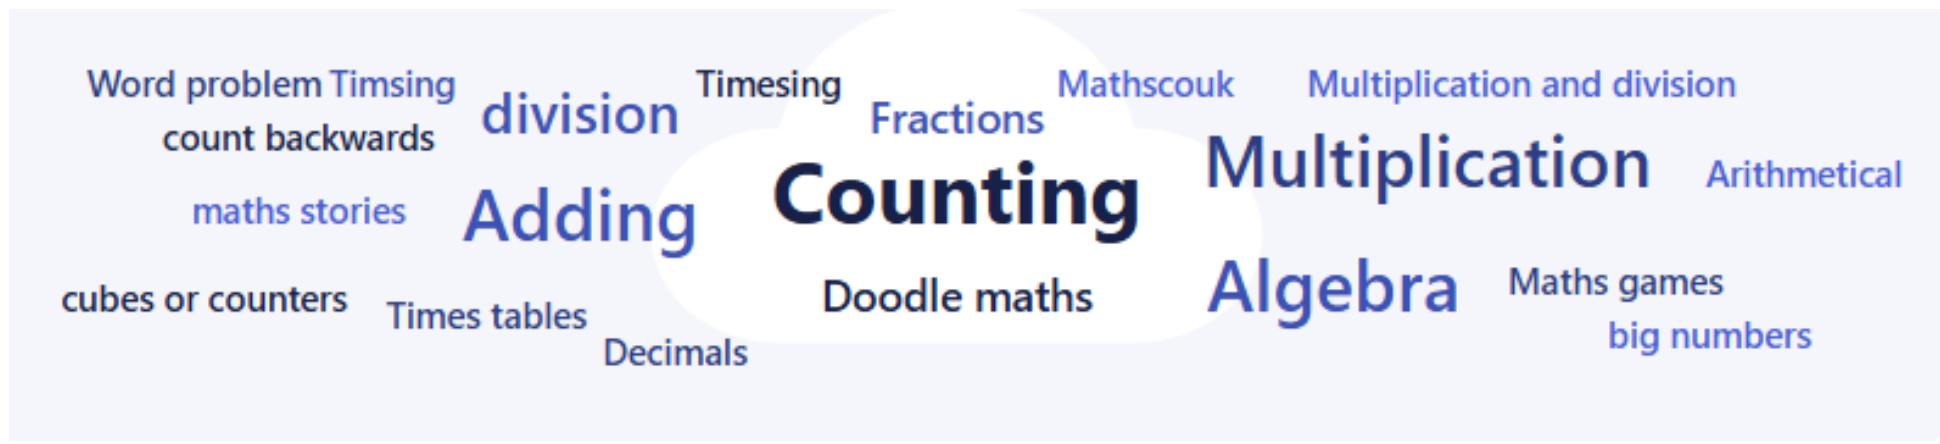 Word problem Timsing
division
Timesing
Fractions
Mathscouk
Multiplication and division
count backwards
maths stories
Adding
Counting
Multiplication
Arithmetical
cubes or counters
Times tables
Decimals
Doodle maths
Algebra
Maths games
big numbers